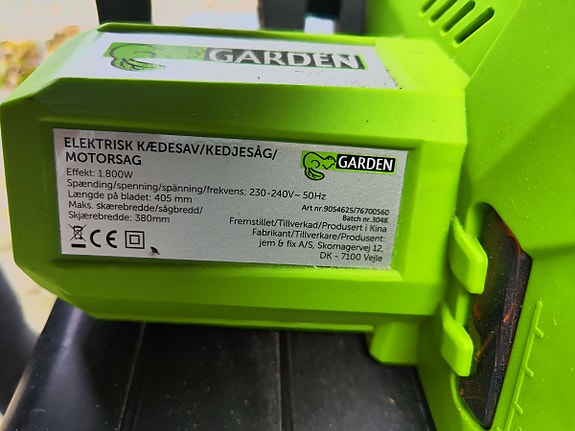 GARDEN
ELEKTRISK KÆDESAV/KEDJESÅG/
MOTORSAG
GARDEN
Effekt: 1.800W
Spænding/spenning/spänning/frekvens: 230-240V~ 50Hz
Længde på bladet: 405 mm
Maks. skærebredde/sågbredd/
Skjærebredde: 380mm
Art nr.9054625/76700560
Batch nr.3048
Fremstillet/Tillverkad/Produsert i Kina
Fabrikant/Tillverkare/Produsent:
jem & fix A/S, Skomagervej 12,
DK - 7100 Vejle
CE